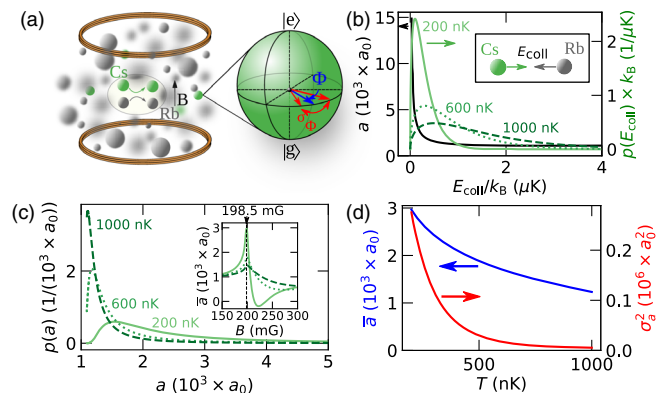 (a)
|e⟩
Cs
B
Rb
Φ
σΦ
|g⟩
(b)
a (10³ × a₀)
15
10
5
0
200 nK
600 nK
1000 nK
Cs
E_coll
Rb
2
1
0
p(E_coll) × k_B (1/μK)
0
2
4
E_coll/k_B (μK)
(c)
p(a) (1/(10³ × a₀))
0
2
1000 nK
600 nK
200 nK
198.5 mG
a̅ (10³ × a₀)
3
2
1
0
150
200
300
B (mG)
1
2
3
4
5
a (10³ × a₀)
(d)
a̅ (10³ × a₀)
3
2
1
0
0.2
0.1
0.0
σ²ₐ (10⁶ × a₀²)
500
1000
T (nK)